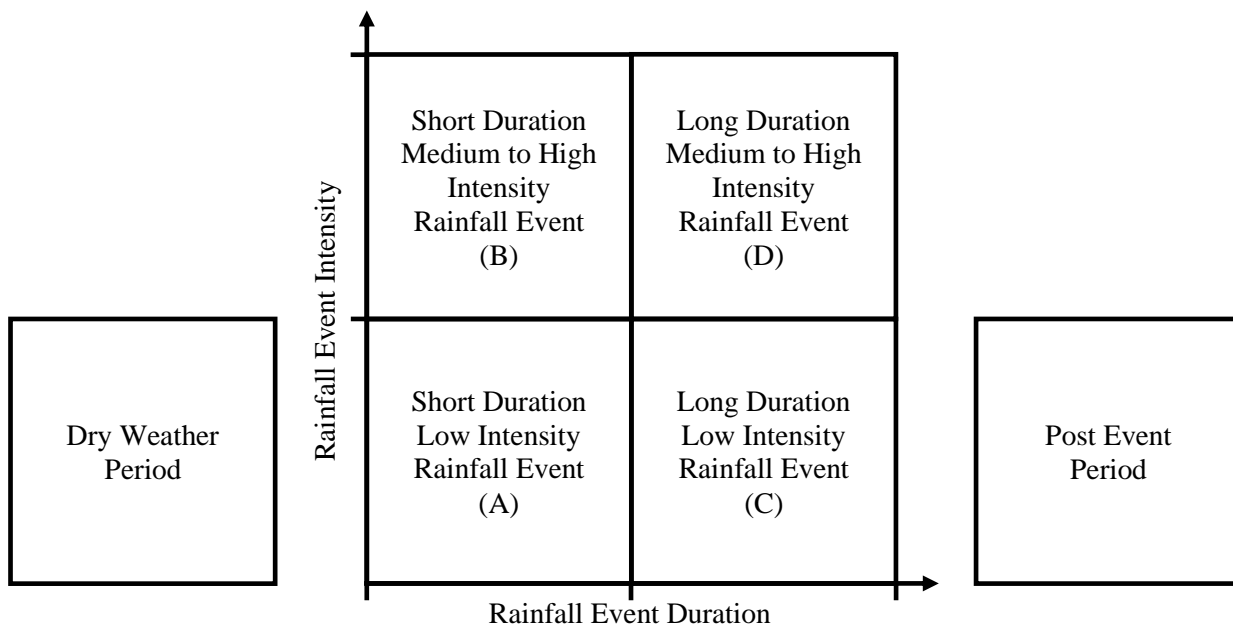 Dry Weather
Period
Rainfall Event Intensity
Short Duration
Medium to High
Intensity
Rainfall Event
(B)
Long Duration
Medium to High
Intensity
Rainfall Event
(D)
Short Duration
Low Intensity
Rainfall Event
(A)
Long Duration
Low Intensity
Rainfall Event
(C)
Rainfall Event Duration
Post Event
Period